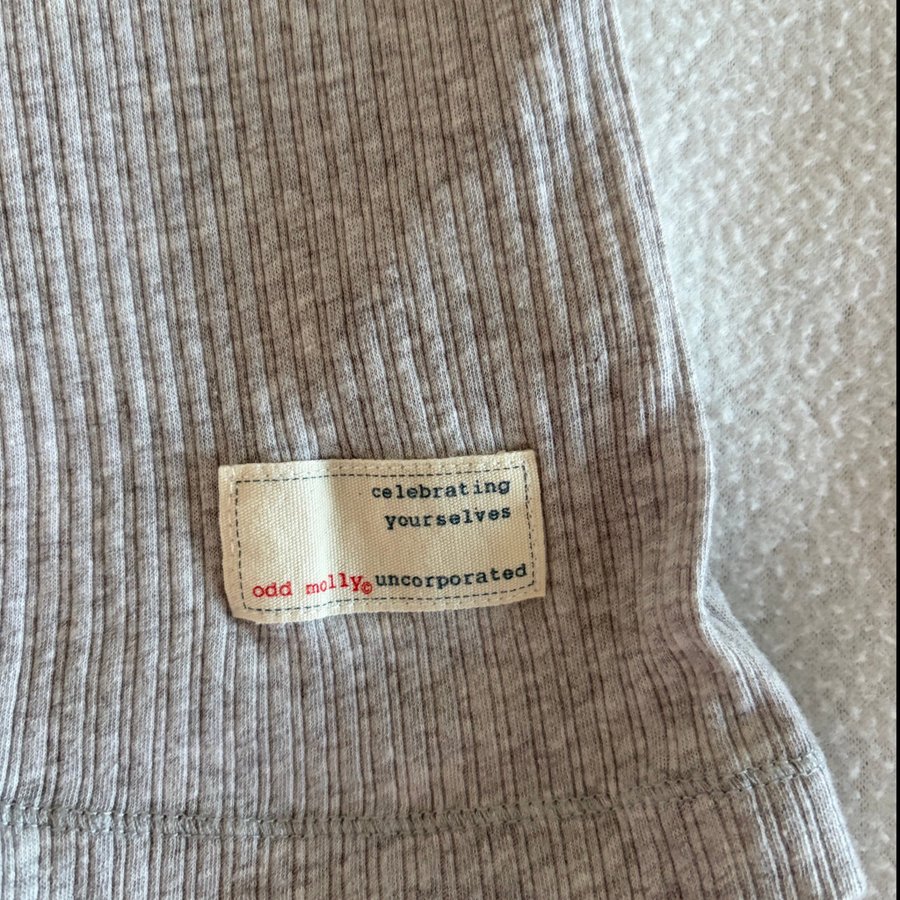 celebrating
yourselves
odd molly© uncorporated